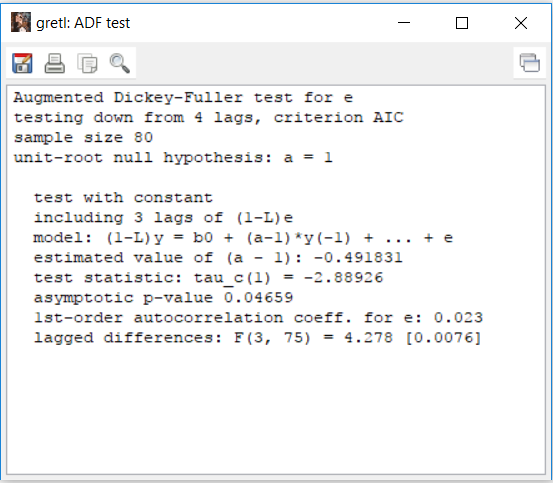 gretl: ADF test
Augmented Dickey-Fuller test for e
testing down from 4 lags, criterion AIC
sample size 80
unit-root null hypothesis: a = 1
test with constant
including 3 lags of (1-L)e
model: (1-L)y = b0 + (a-1)*y(-1) + ... + e
estimated value of (a - 1): -0.491831
test statistic: tau_c(1) = -2.88926
asymptotic p-value 0.04659
1st-order autocorrelation coeff. for e: 0.023
lagged differences: F(3, 75) = 4.278 [0.0076]